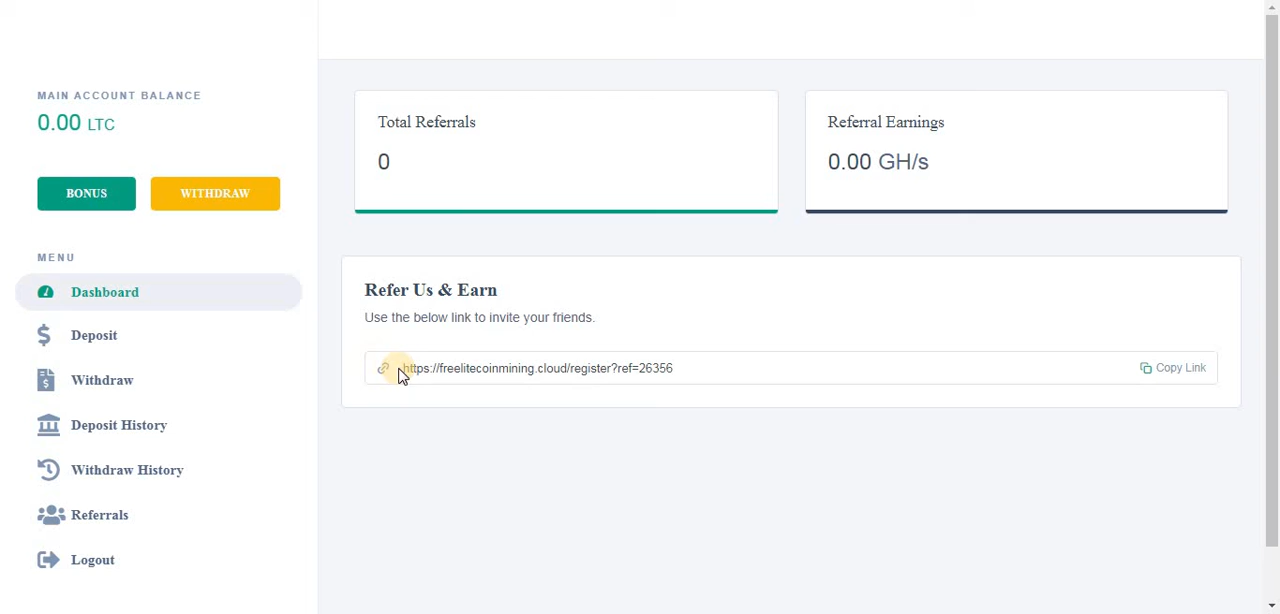 MAIN ACCOUNT BALANCE
0.00 LTC
BONUS
WITHDRAW
MENU
Dashboard
Deposit
Withdraw
Deposit History
Withdraw History
Referrals
Logout
Total Referrals
0
Referral Earnings
0.00 GH/s
Refer Us & Earn
Use the below link to invite your friends.
https://freelitecoinmining.cloud/register?ref=26356
Copy Link